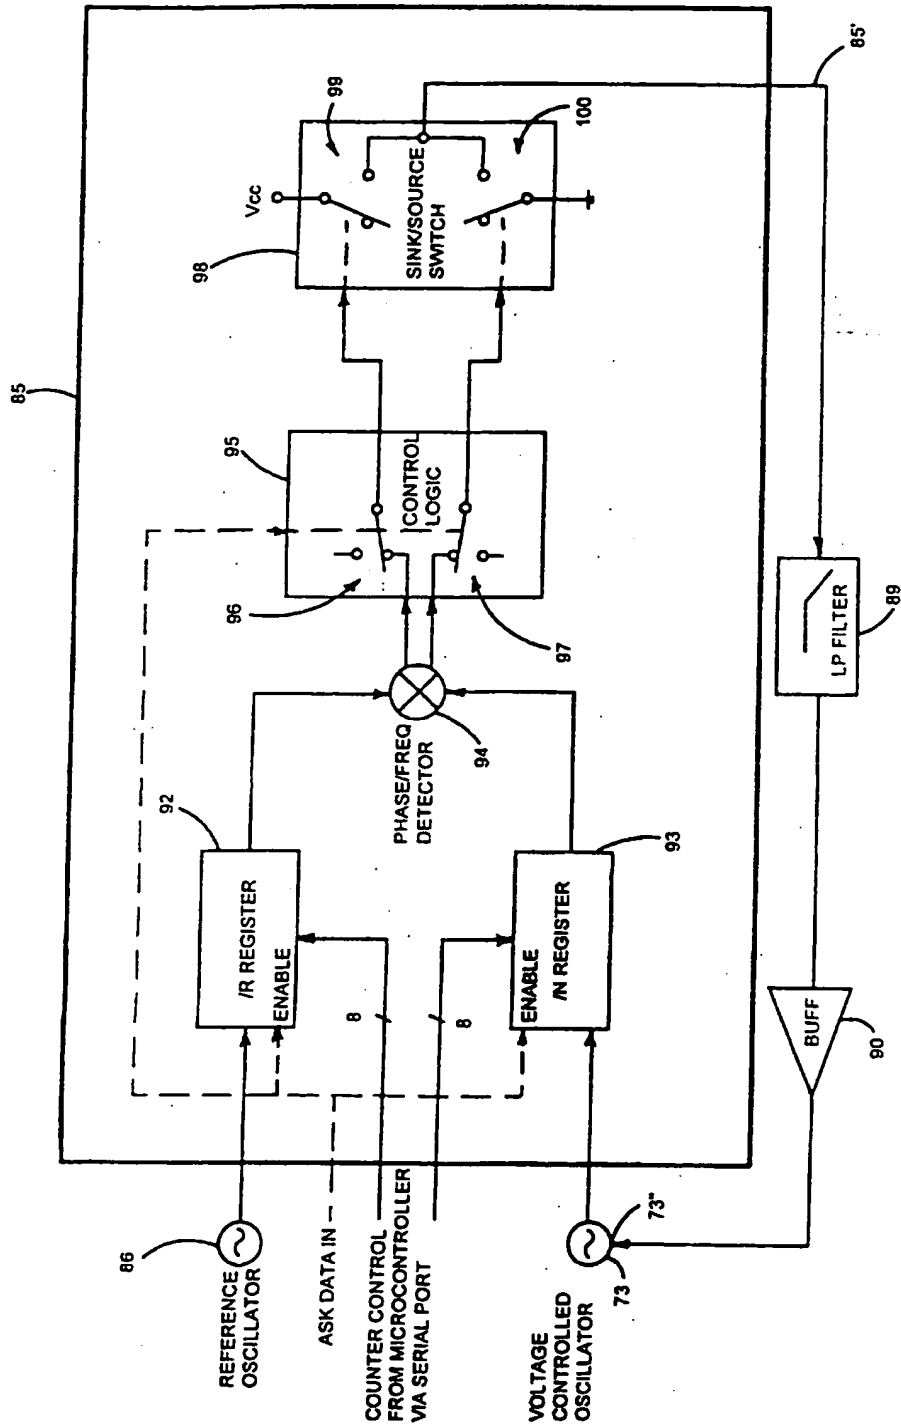 85
86
REFERENCE
OSCILLATOR
92
/R REGISTER
ENABLE
ASK DATA IN
COUNTER CONTROL
FROM MICROCONTROLLER
VIA SERIAL PORT
8
8
ENABLE
/N REGISTER
93
VOLTAGE
CONTROLLED
OSCILLATOR
73
73"
PHASE/FREQ
DETECTOR
94
95
96
97
CONTROL
LOGIC
98
Vcc
99
SINK/SOURCE
SWITCH
100
85'
LP FILTER
89
BUFF
90